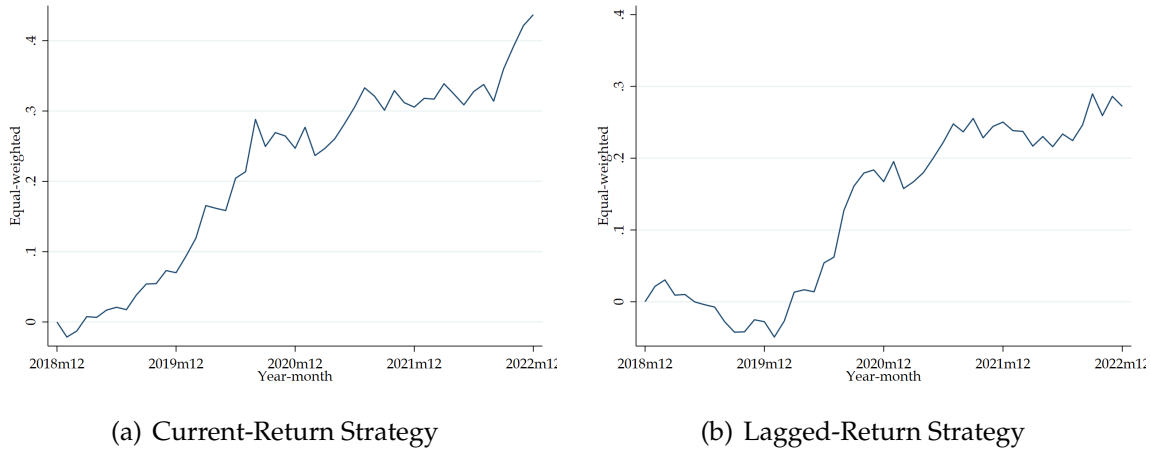 Equal-weighted
.4
.3
.2
.1
0
2018m12 2019m12 2020m12 2021m12 2022m12
Year-month
(a) Current-Return Strategy
Equal-weighted
.4
.3
.2
.1
0
2018m12 2019m12 2020m12 2021m12 2022m12
Year-month
(b) Lagged-Return Strategy